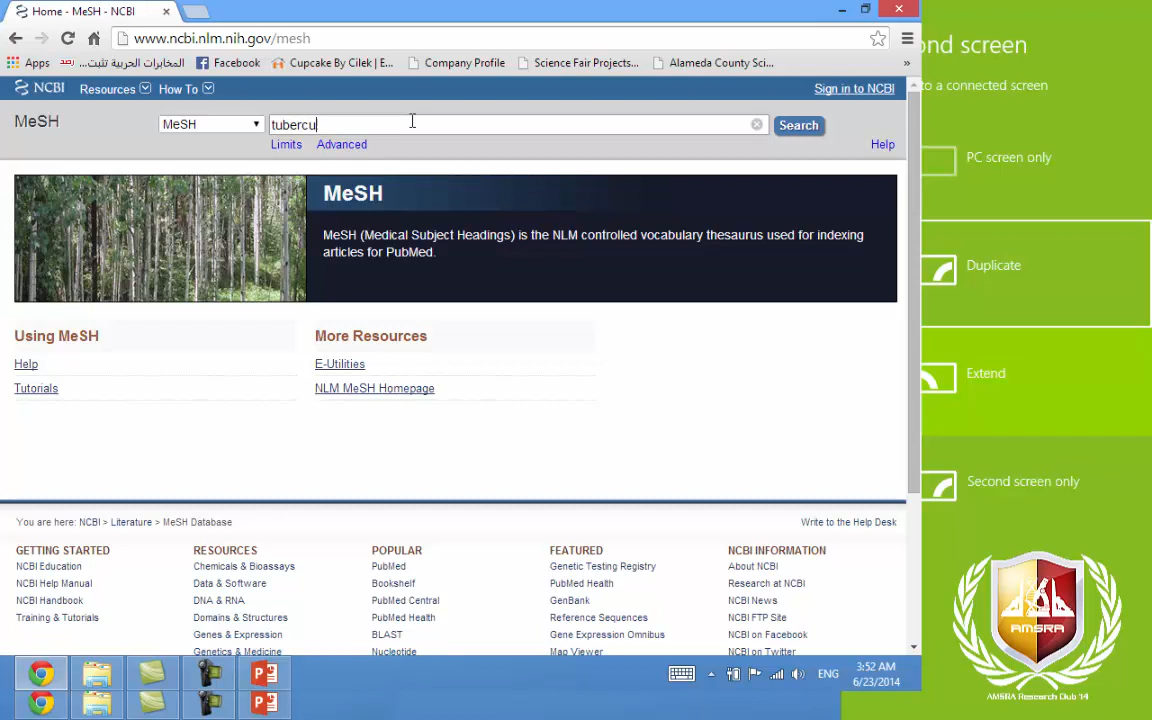 Home - MeSH - NCBI
www.ncbi.nlm.nih.gov/mesh
Apps
المخابرات الحربية تثبت... رصد
Facebook
Cupcake By Cilek | E...
Company Profile
Science Fair Projects...
Alameda County Sci...
»
NCBI
Resources
How To
Sign in to NCBI
MeSH
MeSH
tubercu
Search
Limits
Advanced
Help
MeSH
MeSH (Medical Subject Headings) is the NLM controlled vocabulary thesaurus used for indexing
articles for PubMed.
Using MeSH
Help
Tutorials
More Resources
E-Utilities
NLM MeSH Homepage
You are here: NCBI > Literature > MeSH Database
Write to the Help Desk
GETTING STARTED
NCBI Education
NCBI Help Manual
NCBI Handbook
Training & Tutorials
RESOURCES
Chemicals & Bioassays
Data & Software
DNA & RNA
Domains & Structures
Genes & Expression
Genetics & Medicine
POPULAR
PubMed
Bookshelf
PubMed Central
PubMed Health
BLAST
Nucleotide
FEATURED
Genetic Testing Registry
PubMed Health
GenBank
Reference Sequences
Gene Expression Omnibus
Map Viewer
NCBI INFORMATION
About NCBI
Research at NCBI
NCBI News
NCBI FTP Site
NCBI on Facebook
NCBI on Twitter
ond screen
to a connected screen
PC screen only
Duplicate
Extend
Second screen only
AMSRA
AMSRA Research Club '14
ENG
3:52 AM
6/23/2014